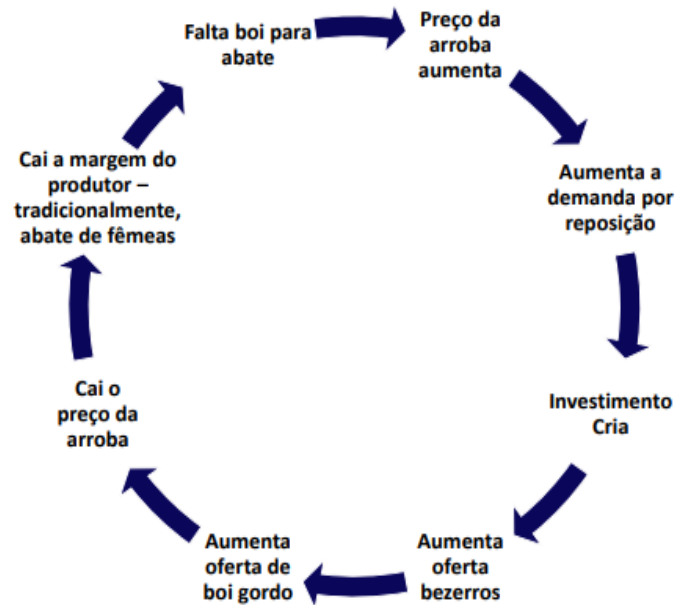 Falta boi para
abate
Preço da
arroba
aumenta
Aumenta a
demanda por
reposição
Investimento
Cria
Aumenta
oferta
bezerros
Aumenta
oferta de
boi gordo
Cai o
preço da
arroba
Cai a margem do
produtor –
tradicionalmente,
abate de fêmeas